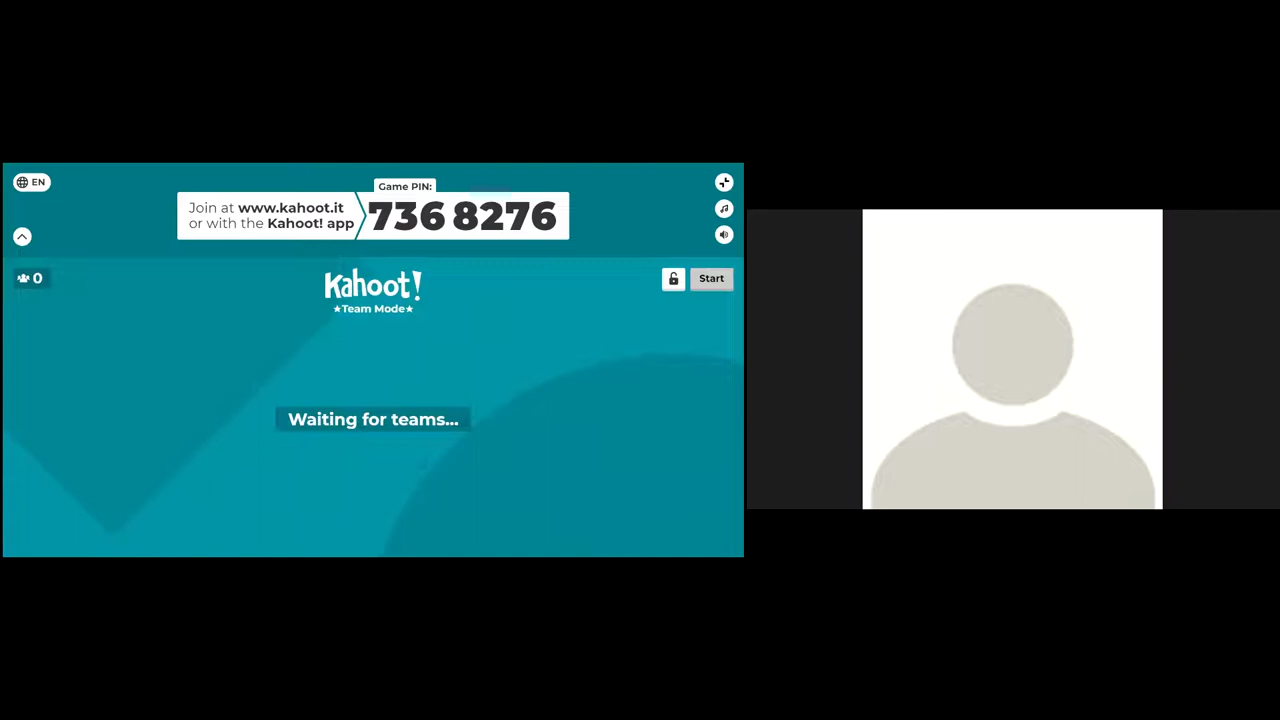 EN
Game PIN:
Join at www.kahoot.it
or with the Kahoot! app
736 8276
0
Kahoot!
★Team Mode★
Start
Waiting for teams...